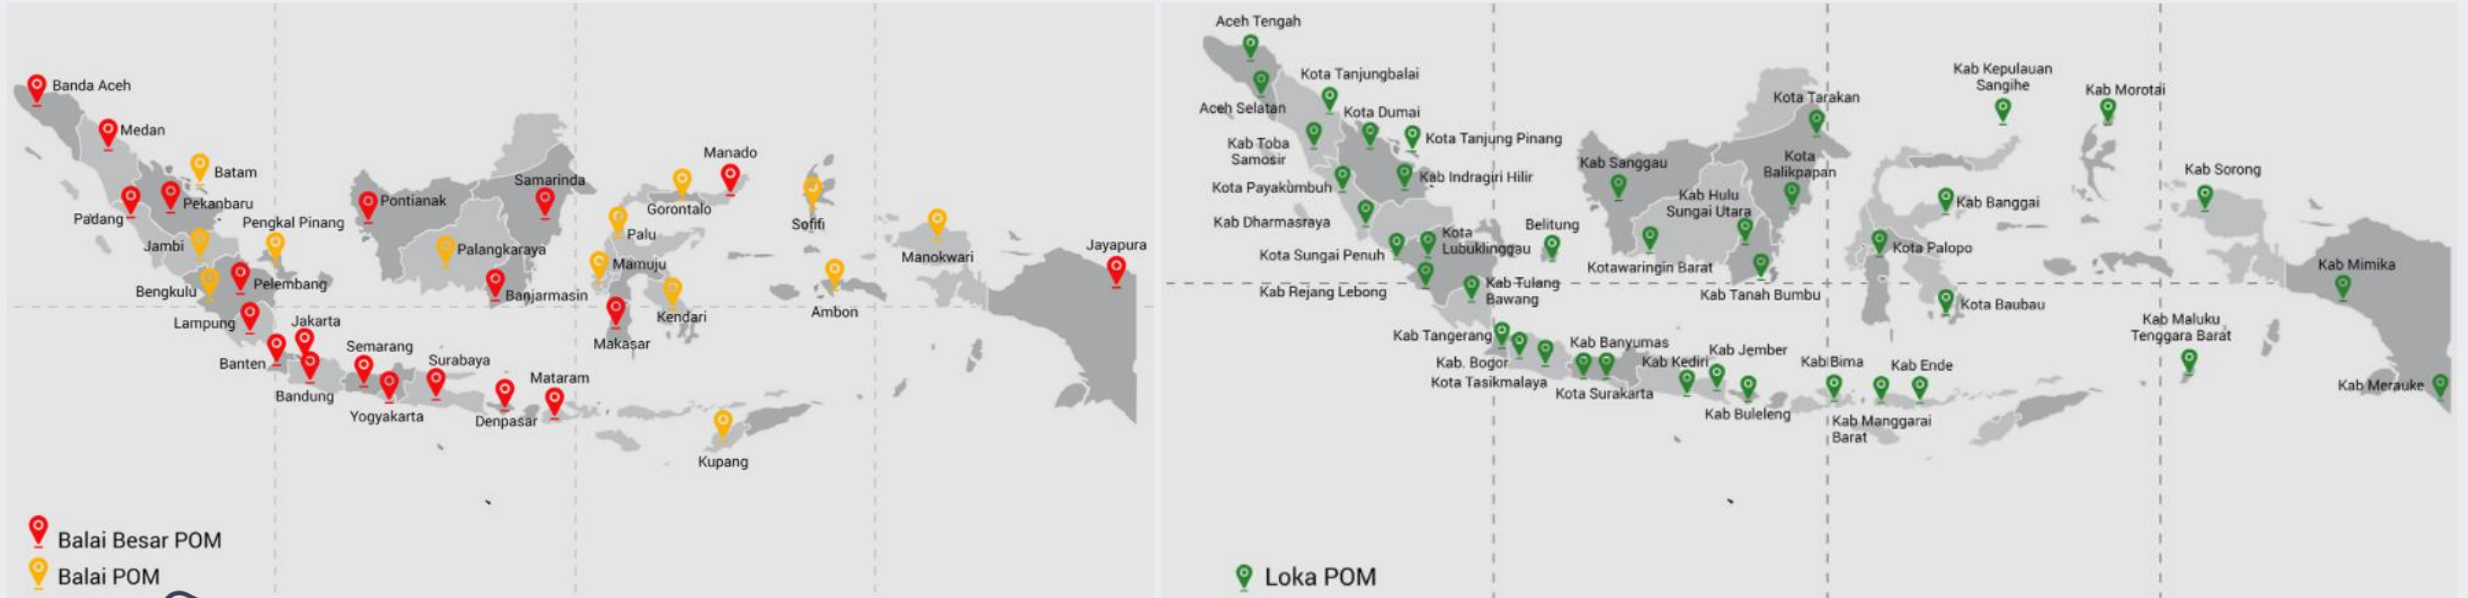 Banda Aceh
Medan
Batam
Padang
Pekanbaru
Pengkal Pinang
Jambi
Bengkulu
Pelembang
Lampung
Jakarta
Banten
Bandung
Semarang
Yogyakarta
Surabaya
Denpasar
Mataram
Pontianak
Samarinda
Palangkaraya
Banjarmasin
Manado
Gorontalo
Palu
Mamuju
Kendari
Makasar
Sofifi
Ambon
Manokwari
Jayapura
Kupang
Balai Besar POM
Balai POM
Aceh Tengah
Kota Tanjungbalai
Aceh Selatan
Kota Dumai
Kab Toba
Samosir
Kota Tanjung Pinang
Kota Payakumbuh
Kab Indragiri Hilir
Kab Dharmasraya
Kota Sungai Penuh
Kota
Lubuklinggau
Belitung
Kab Rejang Lebong
Kab Tulang
Bawang
Kab Tangerang
Kab. Bogor
Kota Tasikmalaya
Kab Banyumas
Kota Surakarta
Kab Kediri
Kab Jember
Kab Buleleng
Kab Bima
Kab Manggarai
Barat
Kab Ende
Kota Tarakan
Kab Sanggau
Kota
Balikpapan
Kab Hulu
Sungai Utara
Kotawaringin Barat
Kab Tanah Bumbu
Kab Kepulauan
Sangihe
Kab Morotai
Kab Banggai
Kota Palopo
Kota Baubau
Kab Sorong
Kab Mimika
Kab Maluku
Tenggara Barat
Kab Merauke
Loka POM